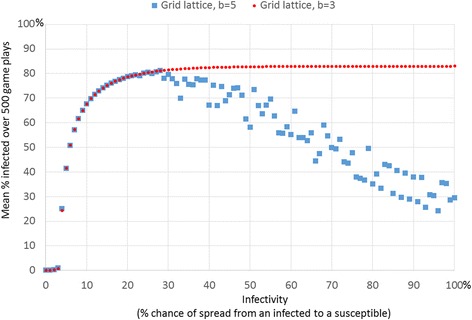 Grid lattice, b=5 Grid lattice, b=3
100%
90
80
70
60
50
40
30
20
10
0
0 10 20 30 40 50 60 70 80 90 100%
Mean % infected over 500 game plays
Infectivity
(% chance of spread from an infected to a susceptible)